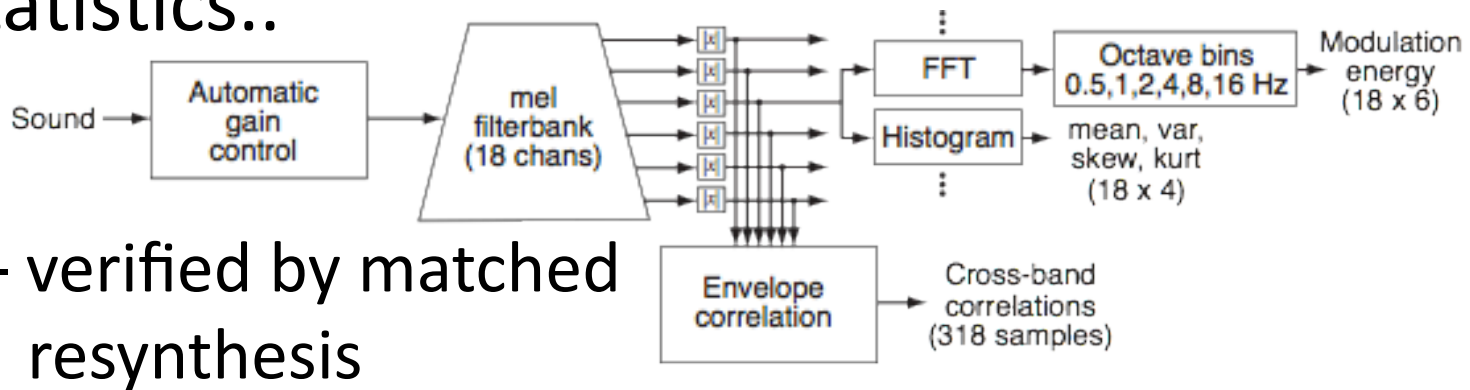 atistics..
Sound
Automatic
gain
control
mel
filterbank
(18 chans)
|x|
|x|
|x|
|x|
|x|
|x|
FFT
Octave bins
0.5,1,2,4,8,16 Hz
Modulation
energy
(18 x 6)
Histogram
mean, var,
skew, kurt
(18 x 4)
Envelope
correlation
Cross-band
correlations
(318 samples)
- verified by matched
resynthesis